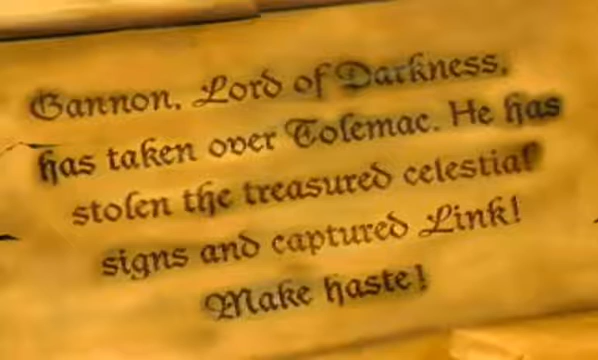 Gannon, Lord of Darkness,
has taken over Tolemac. He has
stolen the treasured celestial
signs and captured Link!
Make haste!